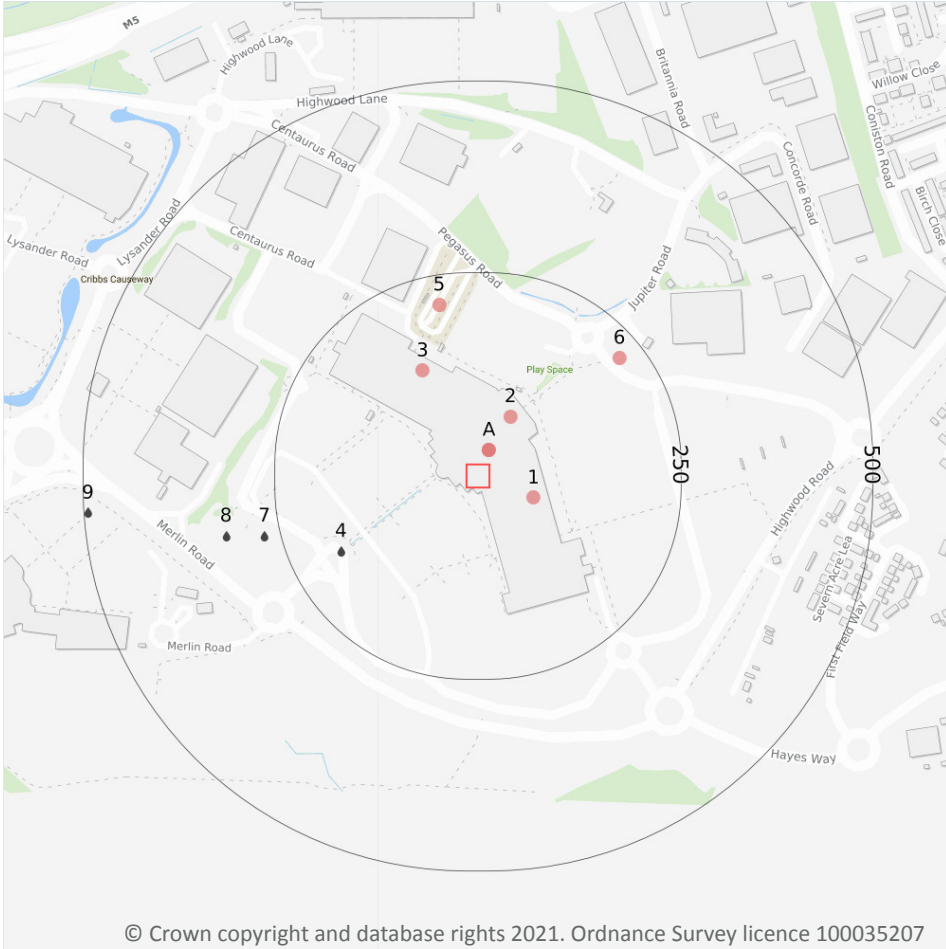 M5
Highwood Lane
Willow Close
Britannia Road
Highwood Lane
Coniston Road
Centaurus Road
Concorde Road
Birch Close
Lysander Road
Lysander Road
Centaurus Road
Pegasus Road
Cribbs Causeway
Jupiter Road
5
6
3
Play Space
2
A
250
500
1
9
8
7
4
Highwood Road
Merlin Road
Severn Acre Lea
First Field Way
Merlin Road
Hayes Way
© Crown copyright and database rights 2021. Ordnance Survey licence 100035207